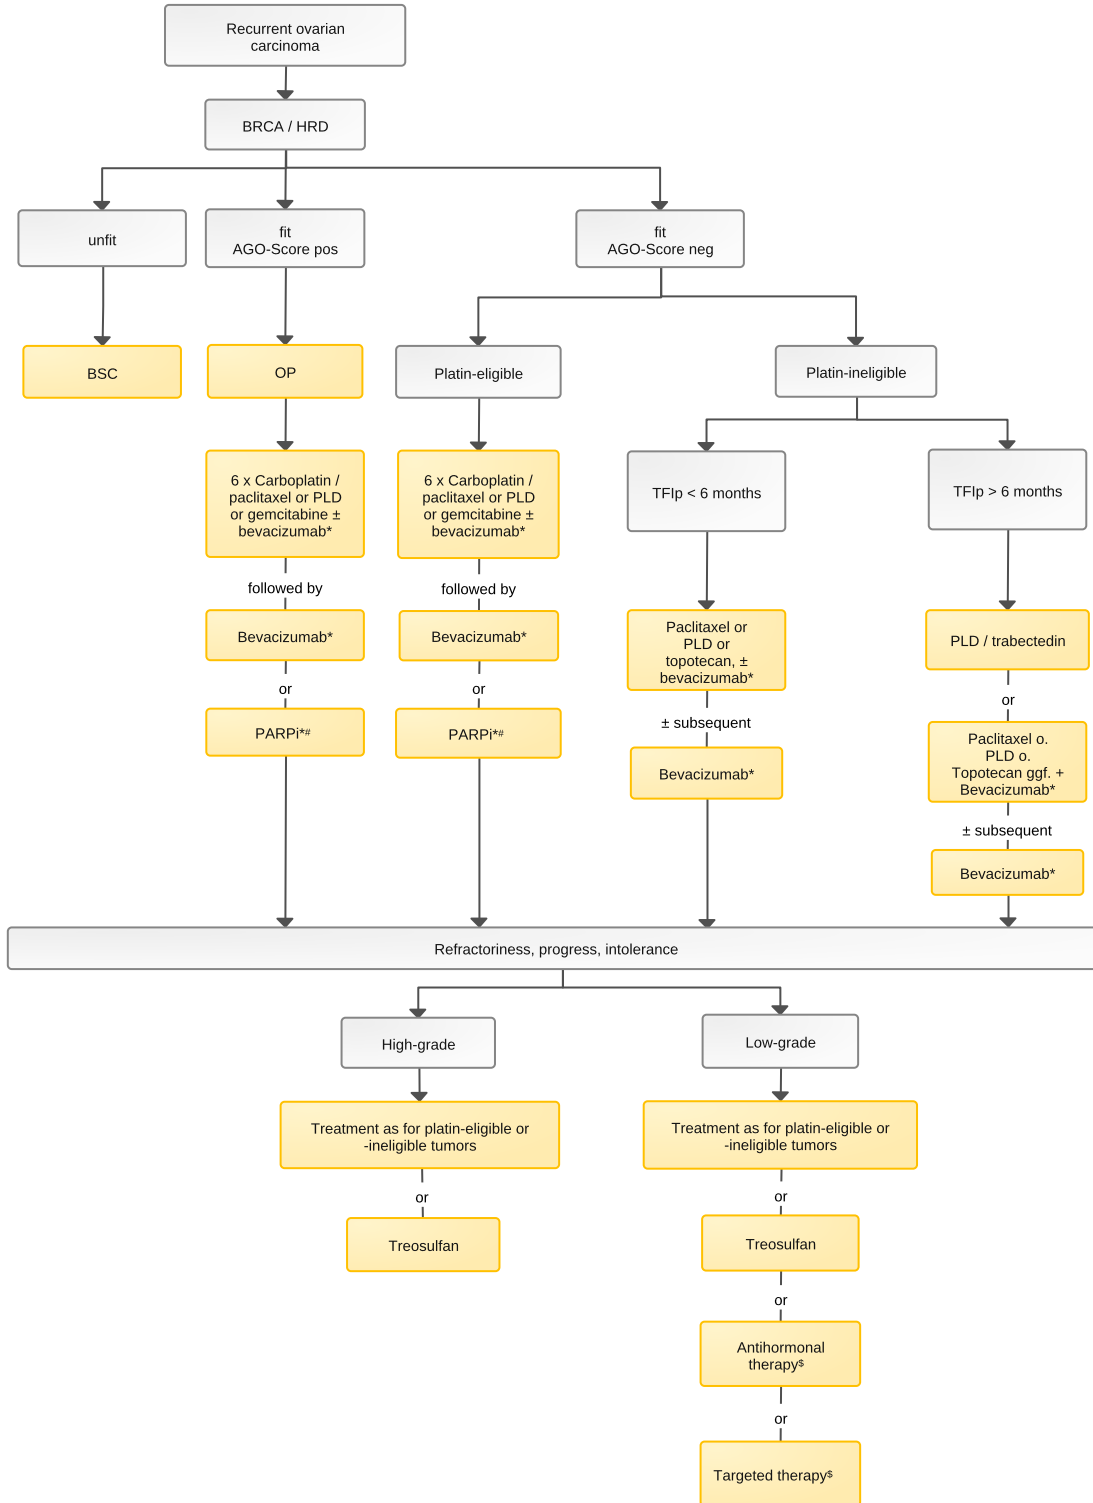 Recurrent ovarian
carcinoma
BRCA / HRD
unfit
fit
AGO-Score pos
fit
AGO-Score neg
BSC
OP
Platin-eligible
Platin-ineligible
6 x Carboplatin /
paclitaxel or PLD
or gemcitabine ±
bevacizumab*
6 x Carboplatin /
paclitaxel or PLD
or gemcitabine ±
bevacizumab*
TFIp < 6 months
TFIp > 6 months
followed by
followed by
Bevacizumab*
Bevacizumab*
Paclitaxel or
PLD or
topotecan, ±
bevacizumab*
PLD / trabectedin
or
or
± subsequent
or
PARPi*#
PARPi*#
Bevacizumab*
Paclitaxel o.
PLD o.
Topotecan ggf. +
Bevacizumab*
± subsequent
Bevacizumab*
Refractoriness, progress, intolerance
High-grade
Low-grade
Treatment as for platin-eligible or
-ineligible tumors
Treatment as for platin-eligible or
-ineligible tumors
or
or
Treosulfan
Treosulfan
or
Antihormonal
therapy$
or
Targeted therapy$